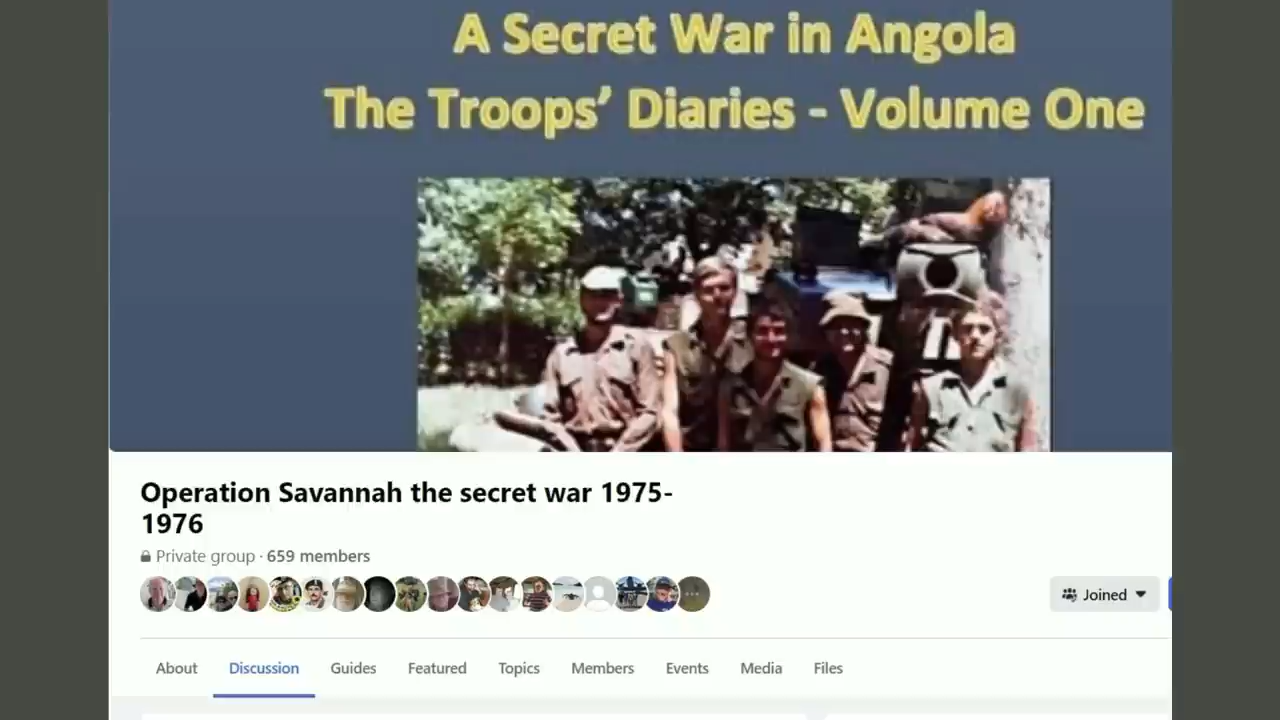 A Secret War in Angola
The Troops’ Diaries - Volume One
Operation Savannah the secret war 1975-
1976
Private group · 659 members
Joined
About
Discussion
Guides
Featured
Topics
Members
Events
Media
Files